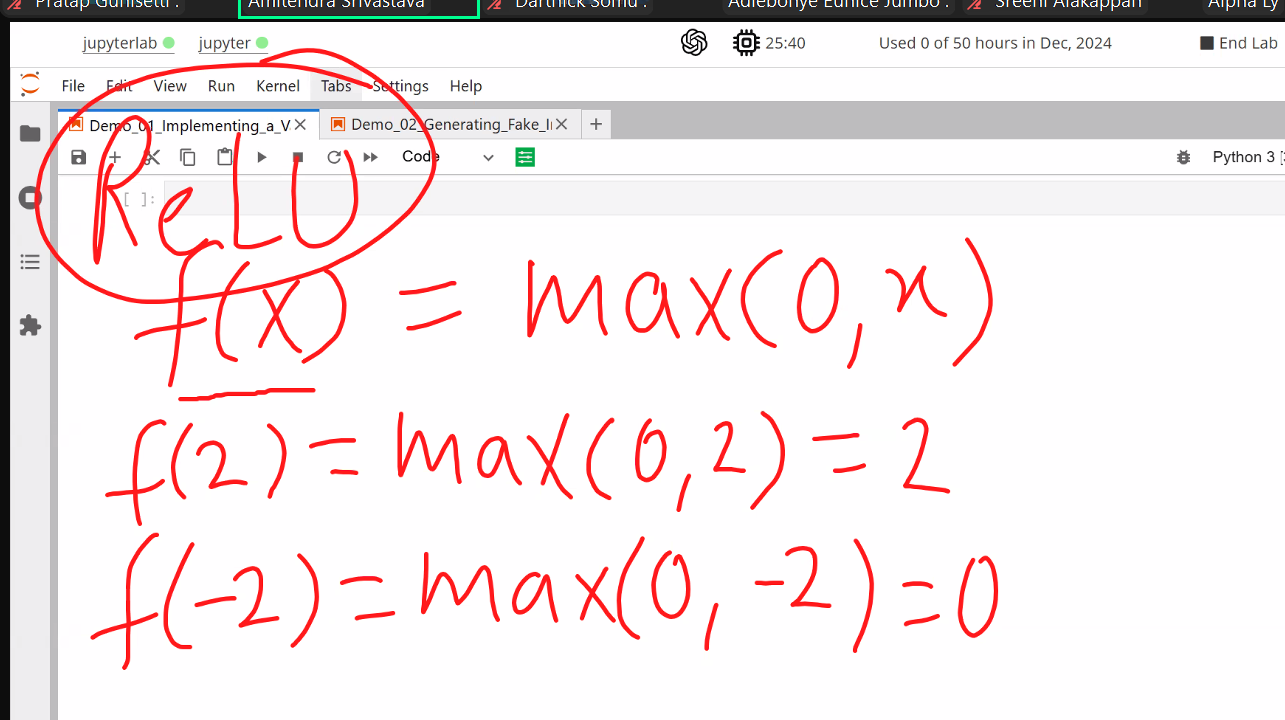 Pratap Gunisetti . Amitendra Srivastava Darthick Somu . Adlebonye Eunice Jumbo . Sreeni Alakappan Alpha Ly
jupyterlab jupyter 25:40 Used 0 of 50 hours in Dec, 2024 End Lab
File Edit View Run Kernel Tabs Settings Help
Demo_01_Implementing_a_V Demo_02_Generating_Fake_I
Code Python 3
[ ]:
ReLU
f(x) = max(0, x)
f(2) = max(0, 2) = 2
f(-2) = max(0, -2) = 0